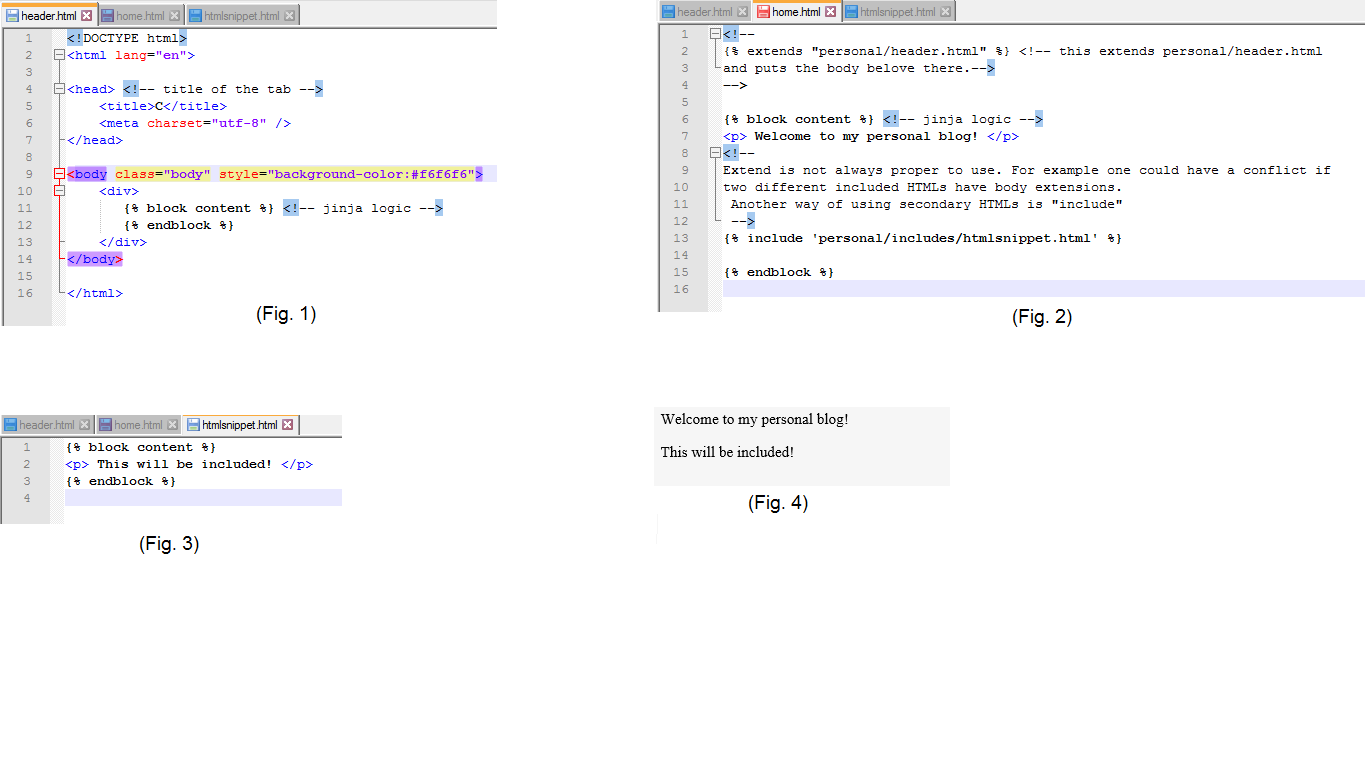 header.html home.html htmlsnippet.html
1 <!DOCTYPE html>
2 <html lang="en">
3
4 <head> <!-- title of the tab -->
5 <title>C</title>
6 <meta charset="utf-8" />
7 </head>
8
9 <body class="body" style="background-color:#f6f6f6">
10 <div>
11 {% block content %} <!-- jinja logic -->
12 {% endblock %}
13 </div>
14 </body>
15
16 </html>
(Fig. 1)
header.html home.html htmlsnippet.html
1 <!--
2 {% extends "personal/header.html" %} <!-- this extends personal/header.html
3 and puts the body belove there.-->
4 -->
5
6 {% block content %} <!-- jinja logic -->
7 <p> Welcome to my personal blog! </p>
8 <!--
9 Extend is not always proper to use. For example one could have a conflict if
10 two different included HTMLs have body extensions.
11 Another way of using secondary HTMLs is "include"
12 -->
13 {% include 'personal/includes/htmlsnippet.html' %}
14
15 {% endblock %}
16
(Fig. 2)
header.html home.html htmlsnippet.html
1 {% block content %}
2 <p> This will be included! </p>
3 {% endblock %}
4
(Fig. 3)
Welcome to my personal blog!
This will be included!
(Fig. 4)